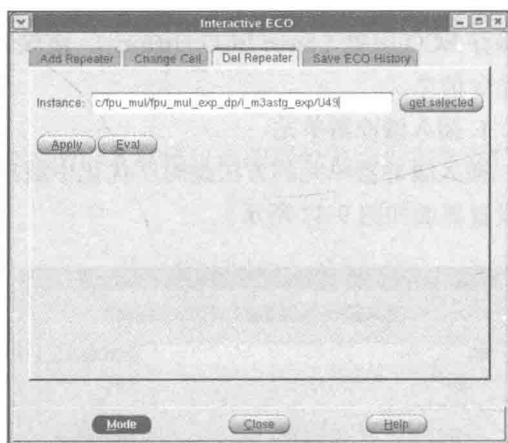 Interactive ECO
Add Repeater Change Cell Del Repeater Save ECO History
Instance: c/fpu_mul/fpu_mul_exp_dp/i_m3astg_exp/U49 get selected
Apply Eval
Mode Close Help